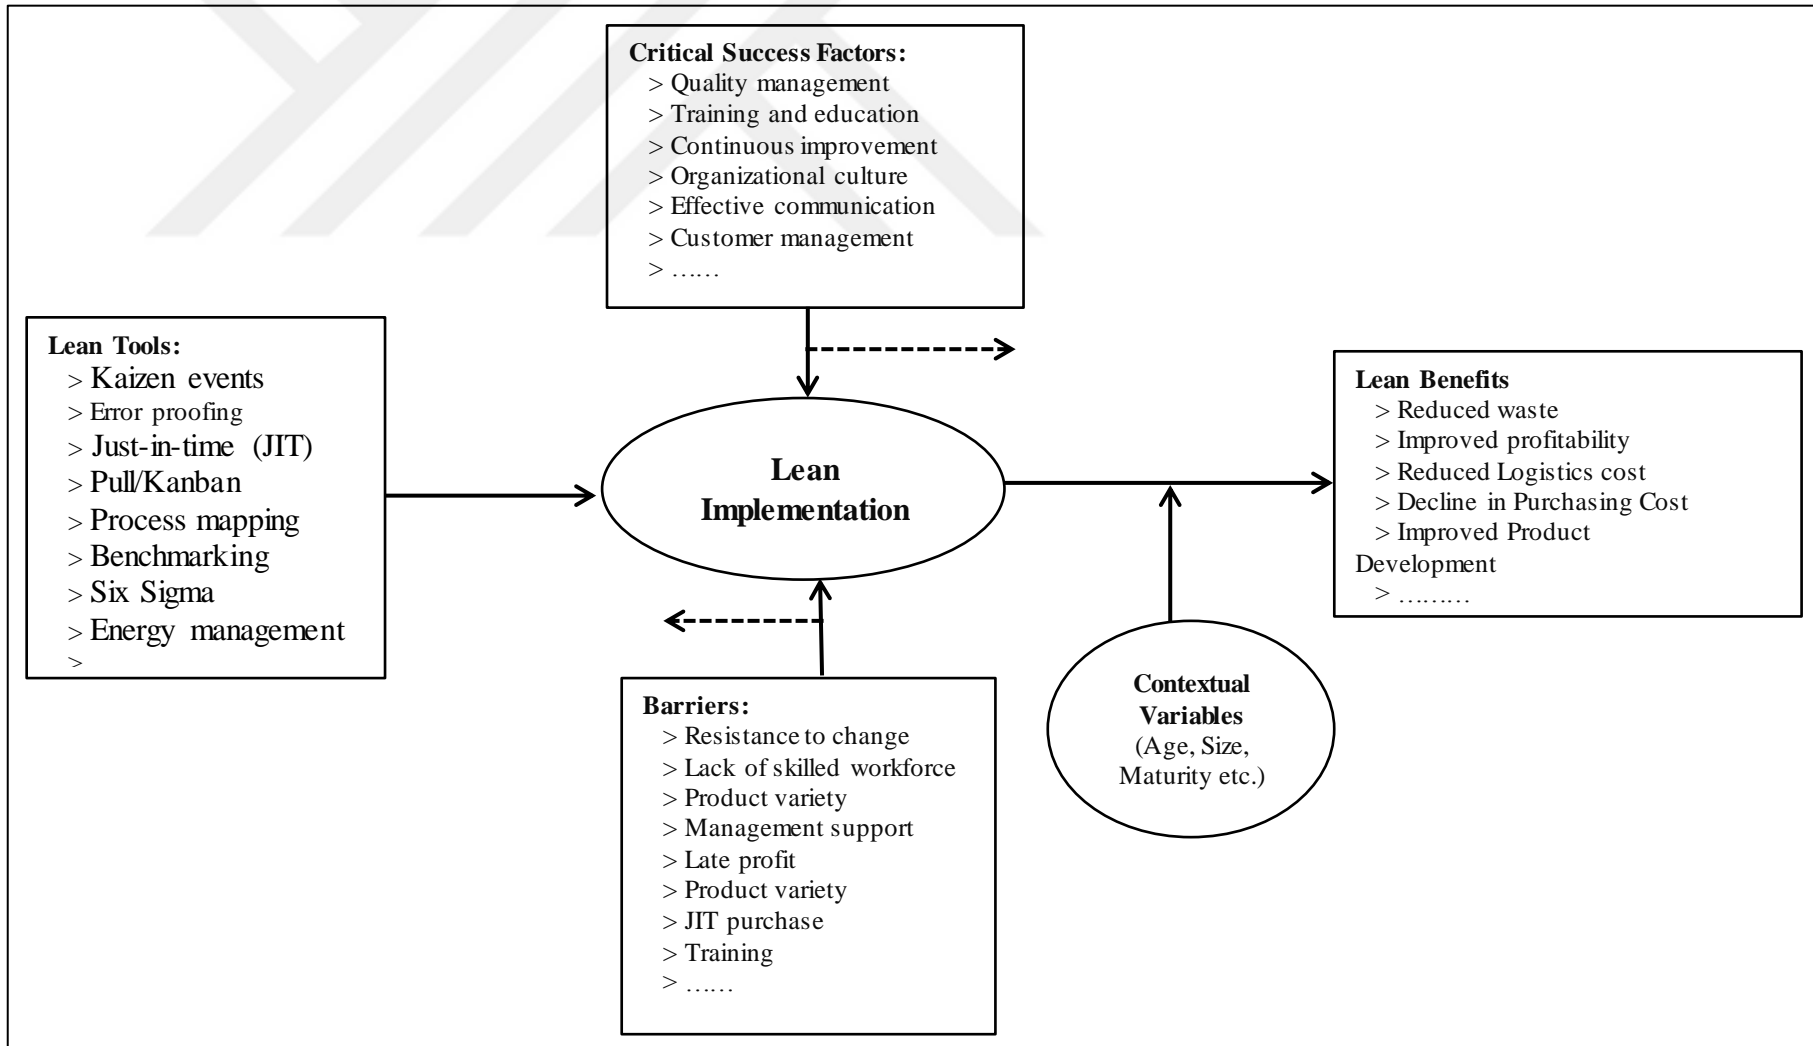 Critical Success Factors:
> Quality management
> Training and education
> Continuous improvement
> Organizational culture
> Effective communication
> Customer management
> ......
Lean Tools:
> Kaizen events
> Error proofing
> Just-in-time (JIT)
> Pull/Kanban
> Process mapping
> Benchmarking
> Six Sigma
> Energy management
>
Lean
Implementation
Lean Benefits
> Reduced waste
> Improved profitability
> Reduced Logistics cost
> Decline in Purchasing Cost
> Improved Product
Development
> .........
Barriers:
> Resistance to change
> Lack of skilled workforce
> Product variety
> Management support
> Late profit
> Product variety
> JIT purchase
> Training
> ......
Contextual
Variables
(Age, Size,
Maturity etc.)